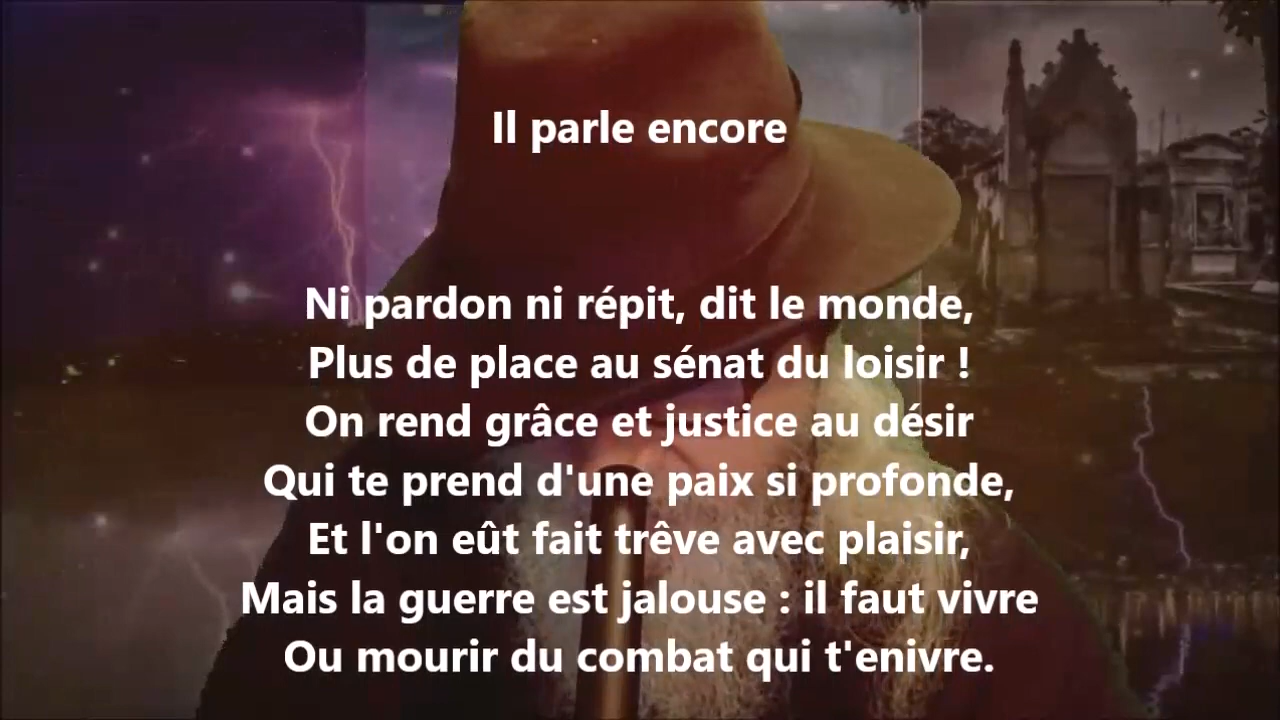 Il parle encore
Ni pardon ni répit, dit le monde,
Plus de place au sénat du loisir !
On rend grâce et justice au désir
Qui te prend d'une paix si profonde,
Et l'on eût fait trêve avec plaisir,
Mais la guerre est jalouse : il faut vivre
Ou mourir du combat qui t'enivre.